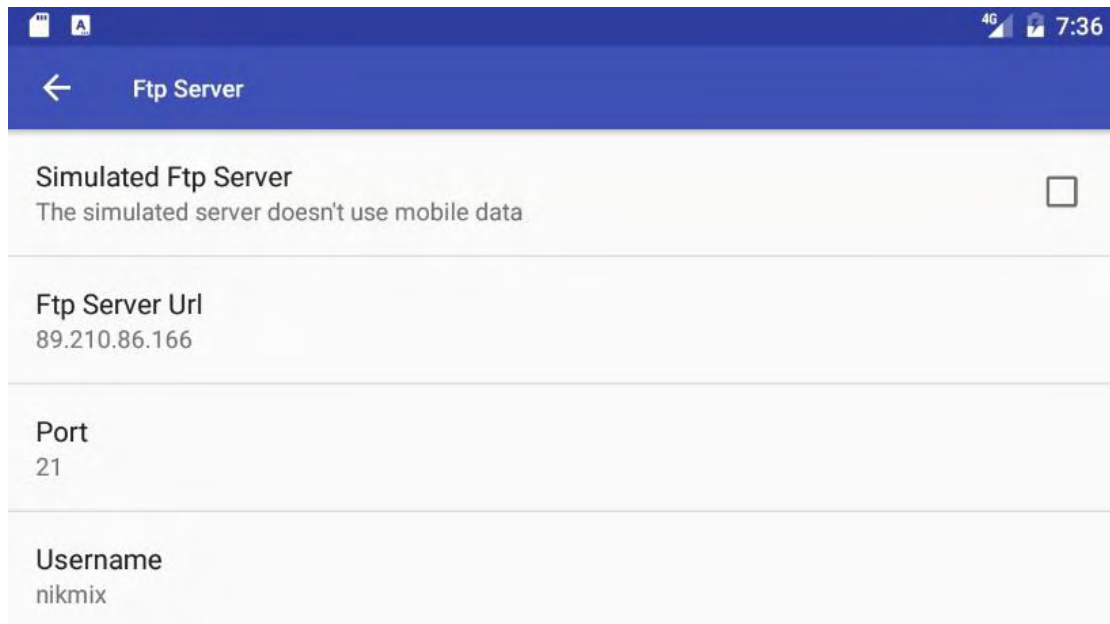 4G 7:36
Ftp Server
Simulated Ftp Server
The simulated server doesn't use mobile data
Ftp Server Url
89.210.86.166
Port
21
Username
nikmix